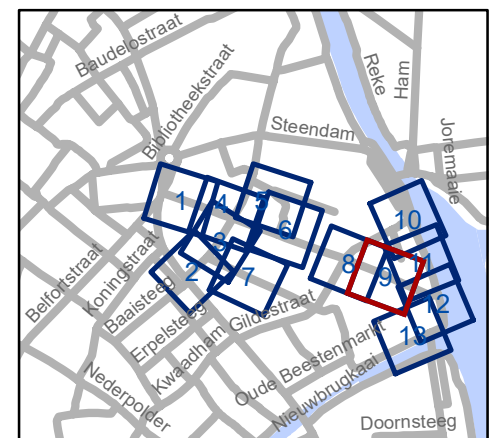 Baudelostraat
Bibliotheekstraat
Reke
Ham
Steendam
Joremaaie
1
4
5
6
3
2
7
8
9
10
11
12
13
Belfortstraat
Koningstraat
Baaisteeg
Erpelsteeg
Kwaadham
Gildestraat
Nederpolder
Oude Beestenmarkt
Nieuwbrugkaai
Doornsteeg